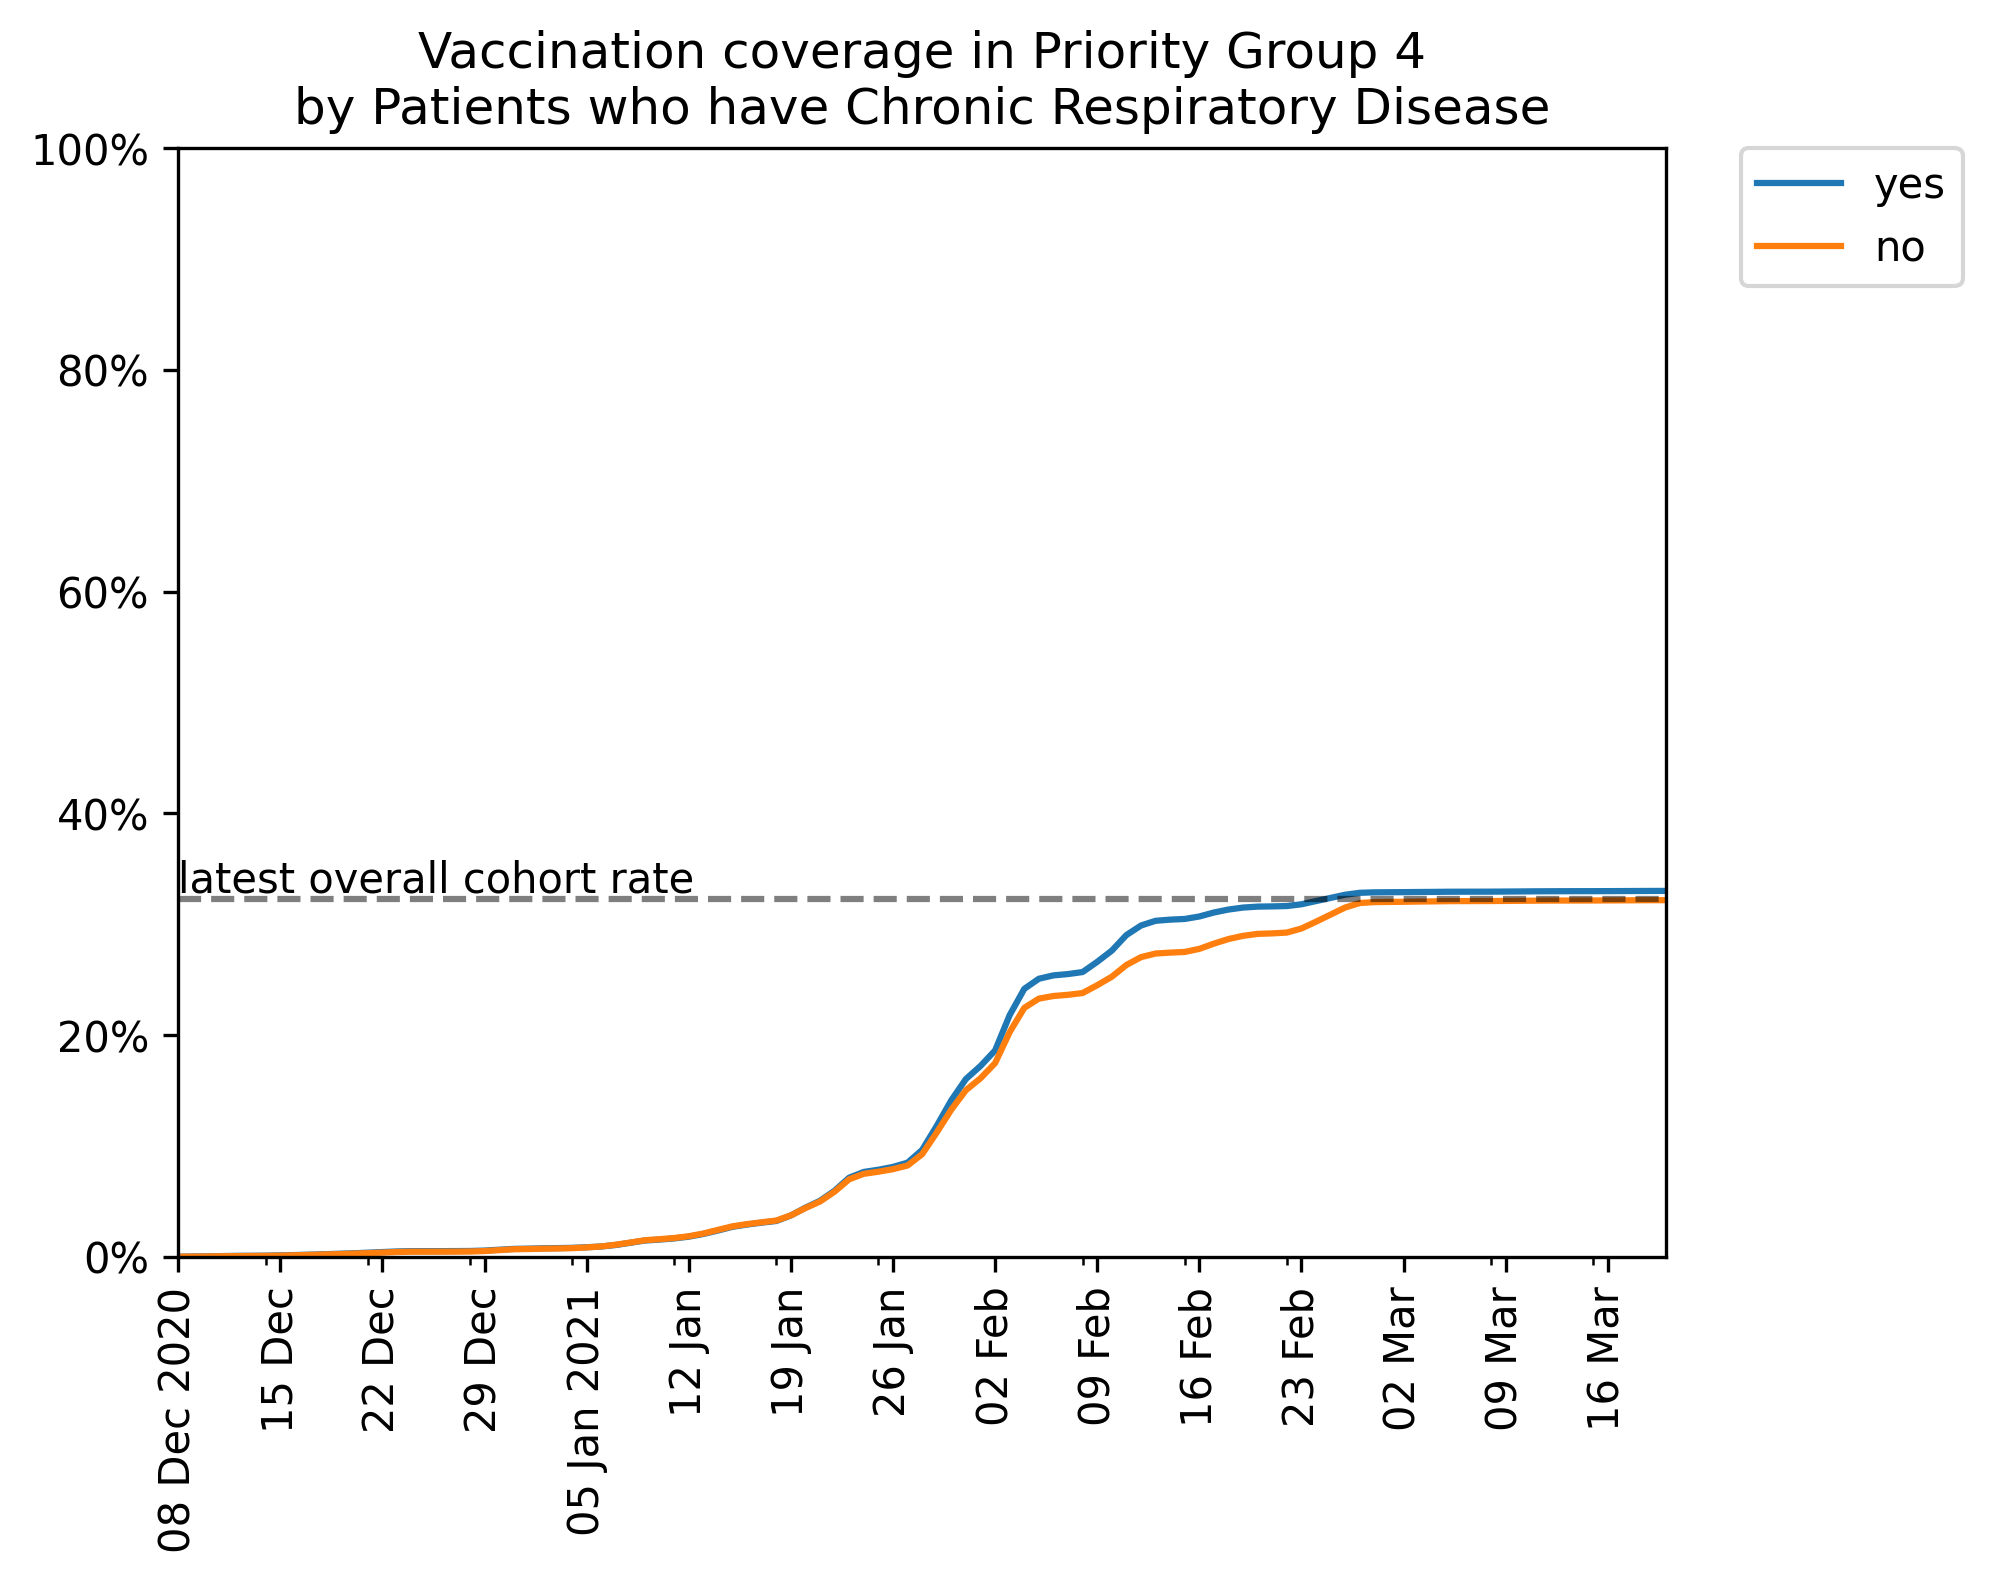 Vaccination coverage in Priority Group 4
by Patients who have Chronic Respiratory Disease
100%
80%
60%
40%
20%
0%
latest overall cohort rate
yes
no
08 Dec 2020
15 Dec
22 Dec
29 Dec
05 Jan 2021
12 Jan
19 Jan
26 Jan
02 Feb
09 Feb
16 Feb
23 Feb
02 Mar
09 Mar
16 Mar